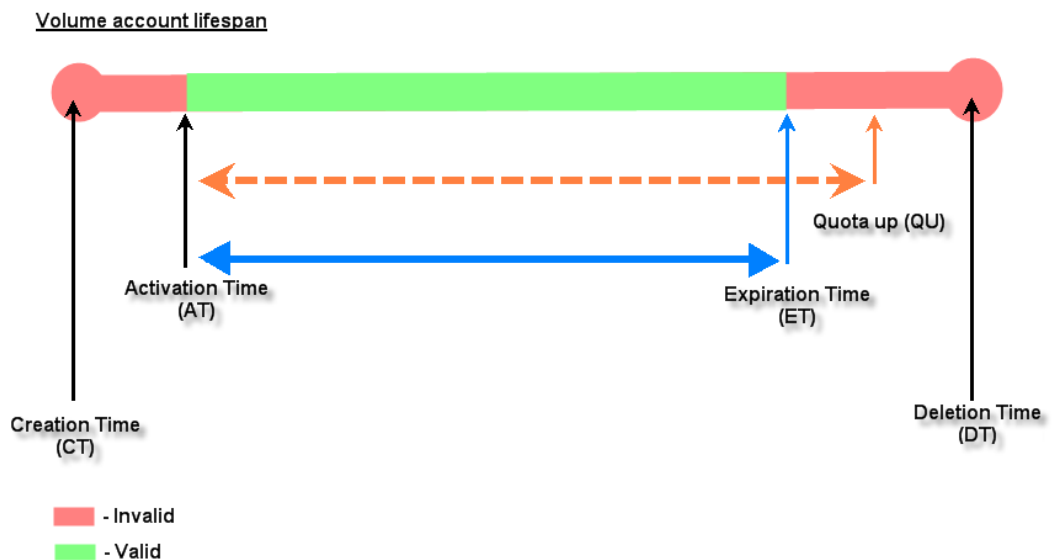 Volume account lifespan
Quota up (QU)
Activation Time
(AT)
Expiration Time
(ET)
Creation Time
(CT)
Deletion Time
(DT)
- Invalid
- Valid